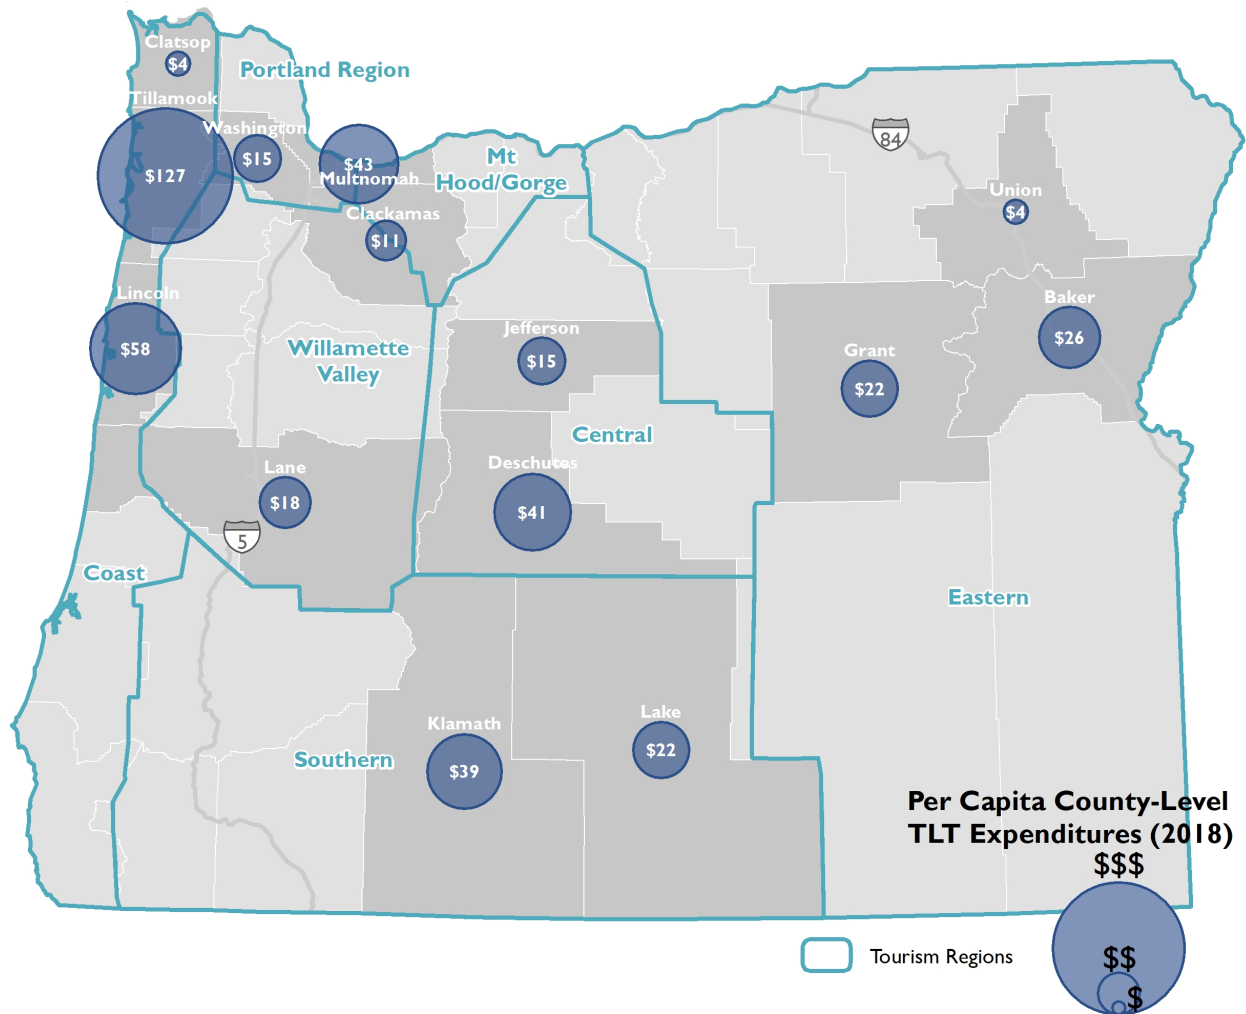 Clatsop
$4
Portland Region
Tillamook
$127
Washington
$15
$43
Multnomah
Mt
Hood/Gorge
84
Clackamas
$11
Union
$4
Lincoln
$58
Baker
$26
Jefferson
$15
Willamette
Valley
Grant
$22
Central
Lane
$18
Deschutes
$41
5
Coast
Eastern
Klamath
$39
Lake
$22
Southern
Per Capita County-Level
TLT Expenditures (2018)
$$$
$$
$
Tourism Regions